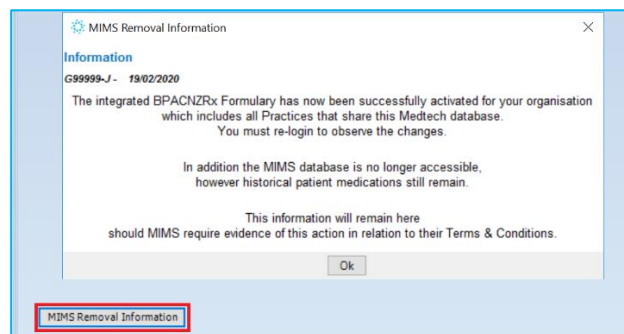 MIMS Removal Information
Information
G99999-J - 19/02/2020
The integrated BPACNZRx Formulary has now been successfully activated for your organisation
which includes all Practices that share this Medtech database.
You must re-login to observe the changes.
In addition the MIMS database is no longer accessible,
however historical patient medications still remain.
This information will remain here
should MIMS require evidence of this action in relation to their Terms & Conditions.
Ok
MIMS Removal Information